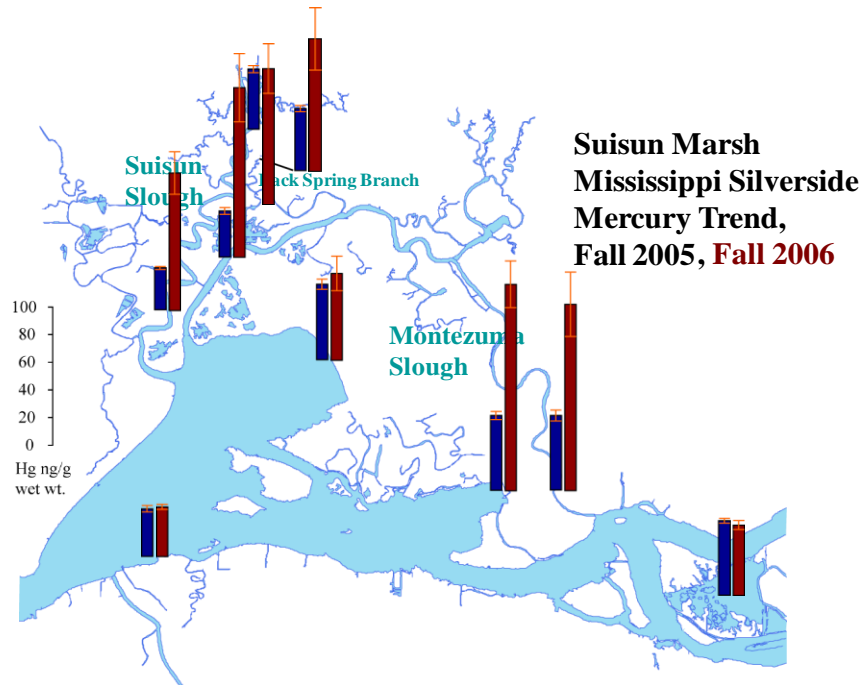 Suisun Marsh
Mississippi Silverside
Mercury Trend,
Fall 2005, Fall 2006
Suisun
Slough
Spring Branch
Montezuma
Slough
100
80
60
40
20
0
Hg ng/g
wet wt.